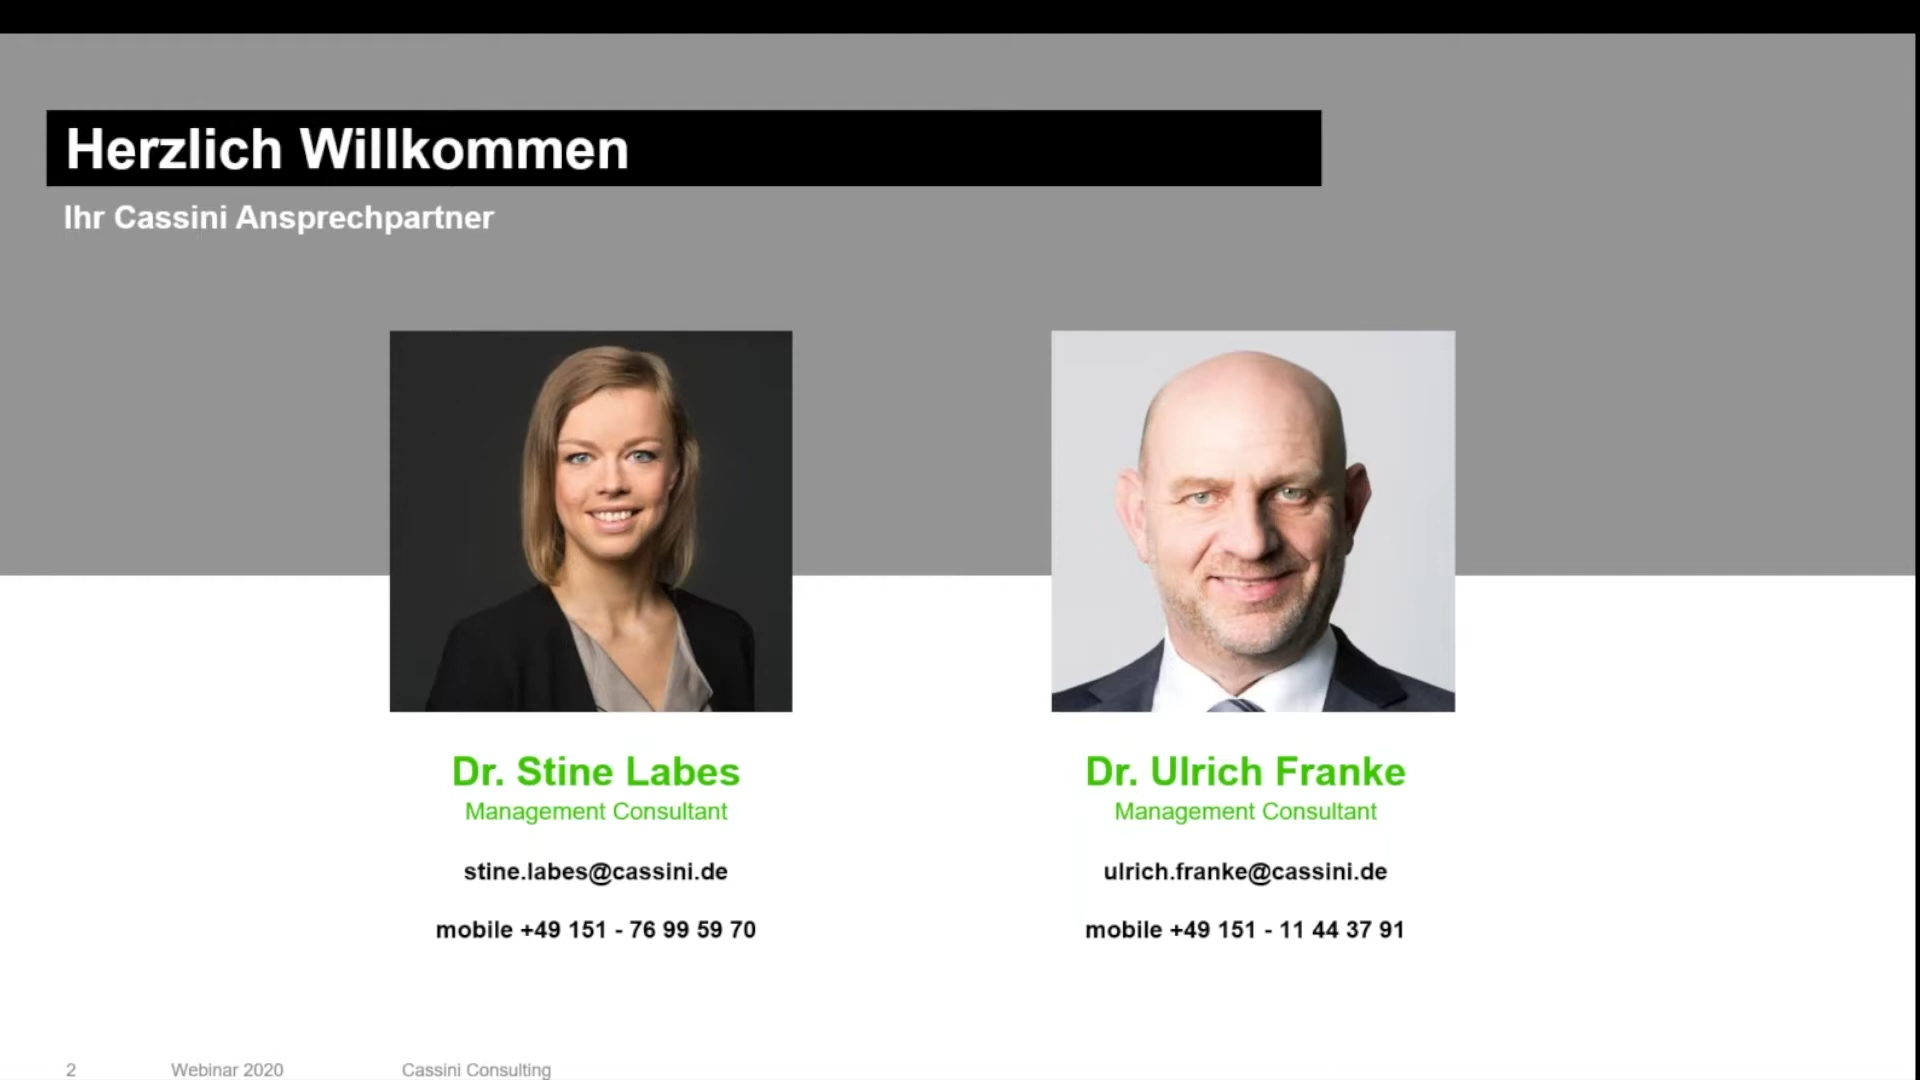 Herzlich Willkommen
Ihr Cassini Ansprechpartner
Dr. Stine Labes
Management Consultant
stine.labes@cassini.de
mobile +49 151 - 76 99 59 70
Dr. Ulrich Franke
Management Consultant
ulrich.franke@cassini.de
mobile +49 151 - 11 44 37 91
2 Webinar 2020 Cassini Consulting